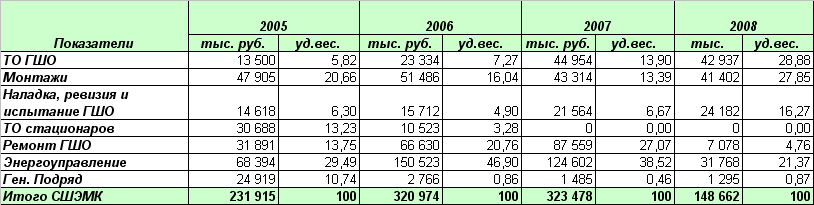 2005 2006 2007 2008
Показатели тыс. руб. уд.вес. тыс. руб. уд.вес. тыс. руб. уд.вес. тыс. уд.вес.
ТО ГШО 13 500 5,82 23 334 7,27 44 954 13,90 42 937 28,88
Монтажи 47 905 20,66 51 486 16,04 43 314 13,39 41 402 27,85
Наладка, ревизия и
испытание ГШО 14 618 6,30 15 712 4,90 21 564 6,67 24 182 16,27
ТО стационаров 30 688 13,23 10 523 3,28 0 0,00 0 0,00
Ремонт ГШО 31 891 13,75 66 630 20,76 87 559 27,07 7 078 4,76
Энергоуправление 68 394 29,49 150 523 46,90 124 602 38,52 31 768 21,37
Ген. Подряд 24 919 10,74 2 766 0,86 1 485 0,46 1 295 0,87
Итого СШЭМК 231 915 100 320 974 100 323 478 100 148 662 100